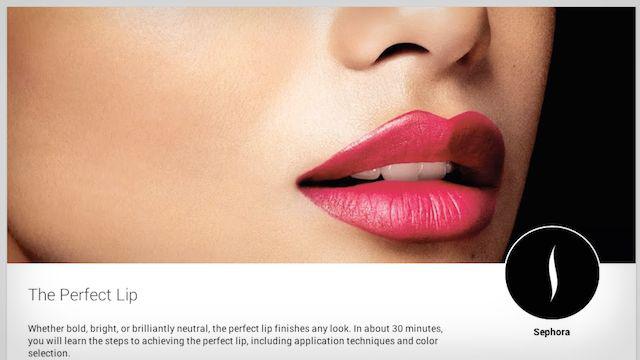 The Perfect Lip
Whether bold, bright, or brilliantly neutral, the perfect lip finishes any look. In about 30 minutes,
you will learn the steps to achieving the perfect lip, including application techniques and color
selection.
Sephora